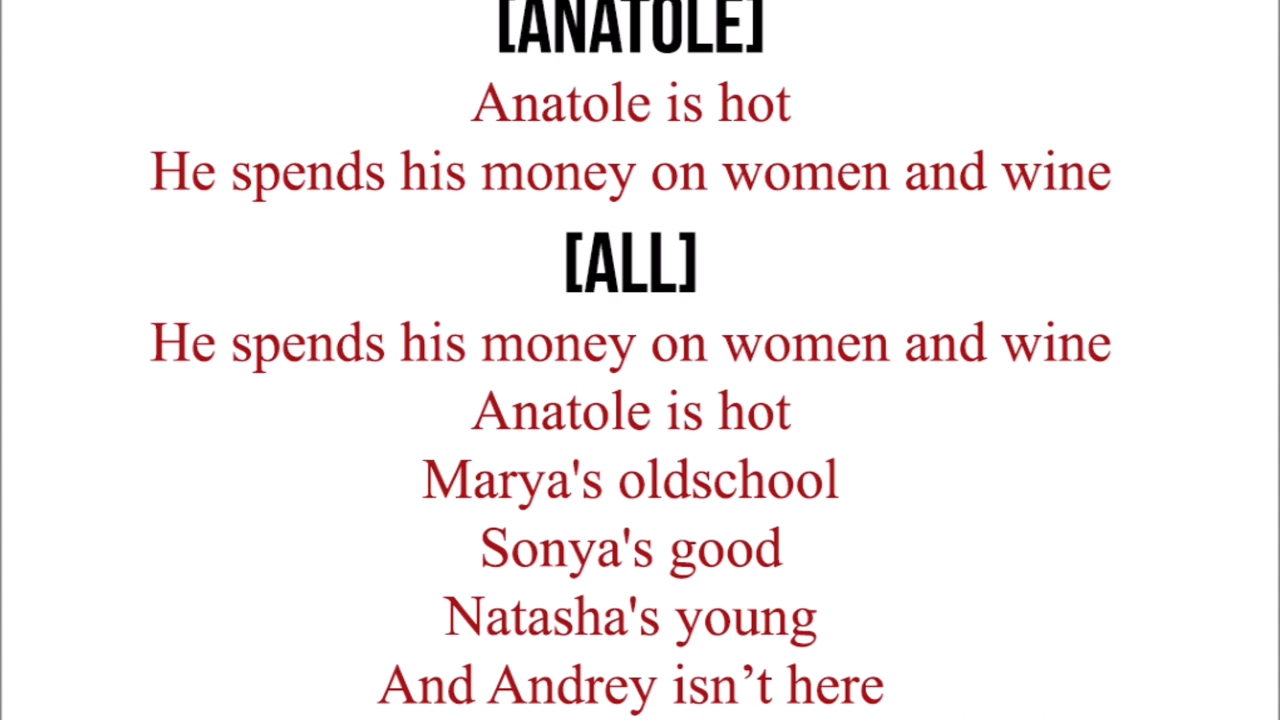 [ANATOLE]
Anatole is hot
He spends his money on women and wine
[ALL]
He spends his money on women and wine
Anatole is hot
Marya's oldschool
Sonya's good
Natasha's young
And Andrey isn’t here